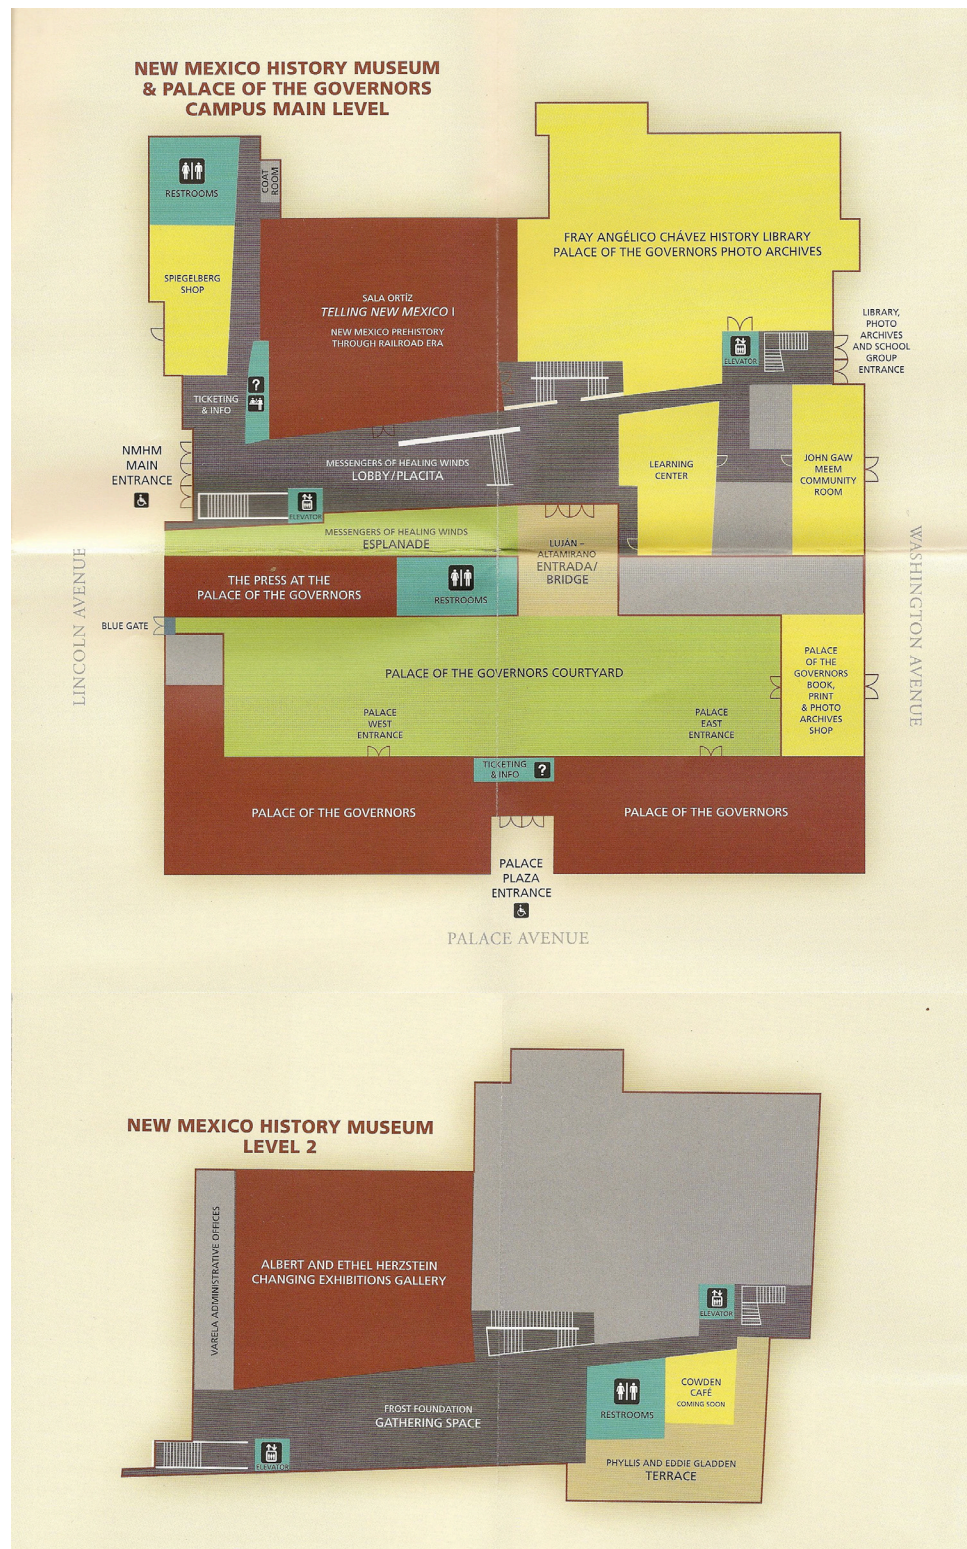 NEW MEXICO HISTORY MUSEUM
& PALACE OF THE GOVERNORS
CAMPUS MAIN LEVEL
RESTROOMS
COAT
ROOM
SPIEGELBERG
SHOP
SALA ORTÍZ
TELLING NEW MEXICO I
NEW MEXICO PREHISTORY
THROUGH RAILROAD ERA
FRAY ANGÉLICO CHÁVEZ HISTORY LIBRARY
PALACE OF THE GOVERNORS PHOTO ARCHIVES
ELEVATOR
LIBRARY,
PHOTO
ARCHIVES
AND SCHOOL
GROUP
ENTRANCE
TICKETING
& INFO
?
NMHM
MAIN
ENTRANCE
MESSENGERS OF HEALING WINDS
LOBBY/PLACITA
LEARNING
CENTER
JOHN GAW
MEEM
COMMUNITY
ROOM
ELEVATOR
MESSENGERS OF HEALING WINDS
ESPLANADE
LUJÁN –
ALTAMIRANO
ENTRADA/
BRIDGE
THE PRESS AT THE
PALACE OF THE GOVERNORS
RESTROOMS
LINCOLN AVENUE
WASHINGTON AVENUE
BLUE GATE
PALACE OF THE GOVERNORS COURTYARD
PALACE
OF THE
GOVERNORS
BOOK,
PRINT
& PHOTO
ARCHIVES
SHOP
PALACE
WEST
ENTRANCE
PALACE
EAST
ENTRANCE
TICKETING
& INFO
?
PALACE OF THE GOVERNORS
PALACE OF THE GOVERNORS
PALACE
PLAZA
ENTRANCE
PALACE AVENUE
NEW MEXICO HISTORY MUSEUM
LEVEL 2
VARELA ADMINISTRATIVE OFFICES
ALBERT AND ETHEL HERZSTEIN
CHANGING EXHIBITIONS GALLERY
ELEVATOR
FROST FOUNDATION
GATHERING SPACE
RESTROOMS
COWDEN
CAFÉ
COMING SOON
ELEVATOR
PHYLLIS AND EDDIE GLADDEN
TERRACE